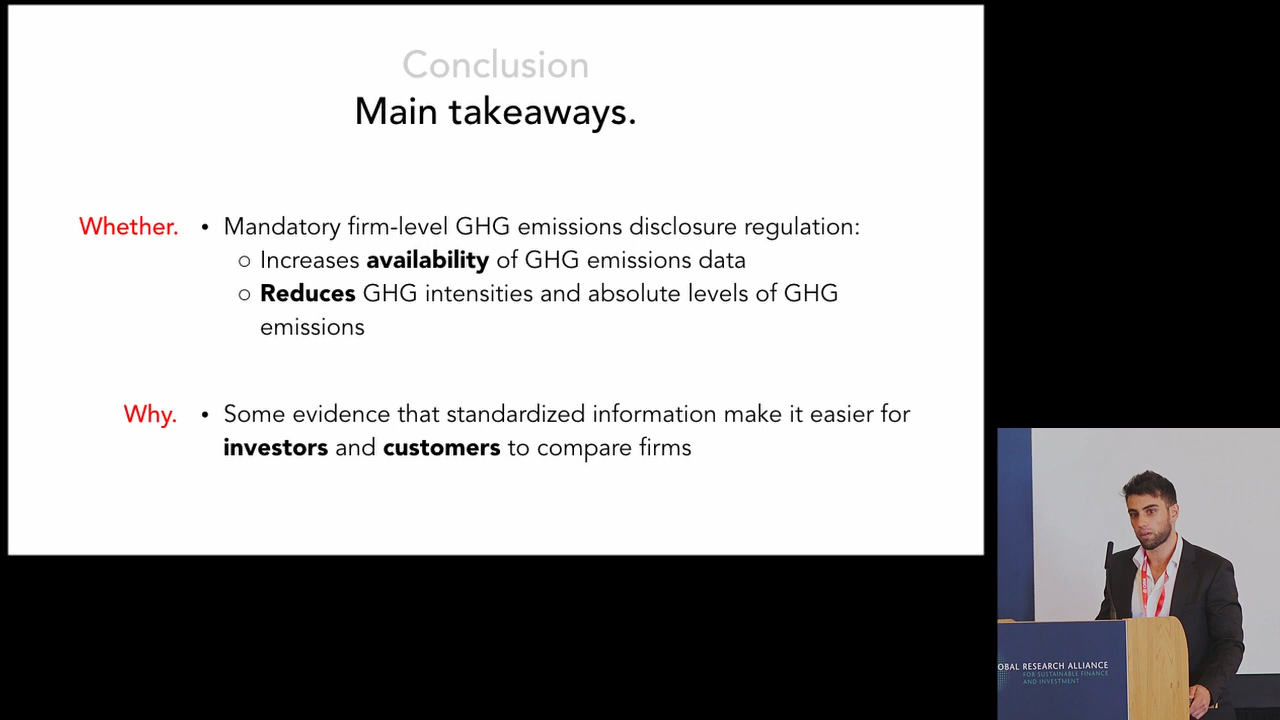 Conclusion
Main takeaways.
Whether. • Mandatory firm-level GHG emissions disclosure regulation:
○ Increases availability of GHG emissions data
○ Reduces GHG intensities and absolute levels of GHG
emissions
Why. • Some evidence that standardized information make it easier for
investors and customers to compare firms
OBAL RESEARCH ALLIANCE
FOR SUSTAINABLE FINANCE
AND INVESTMENT